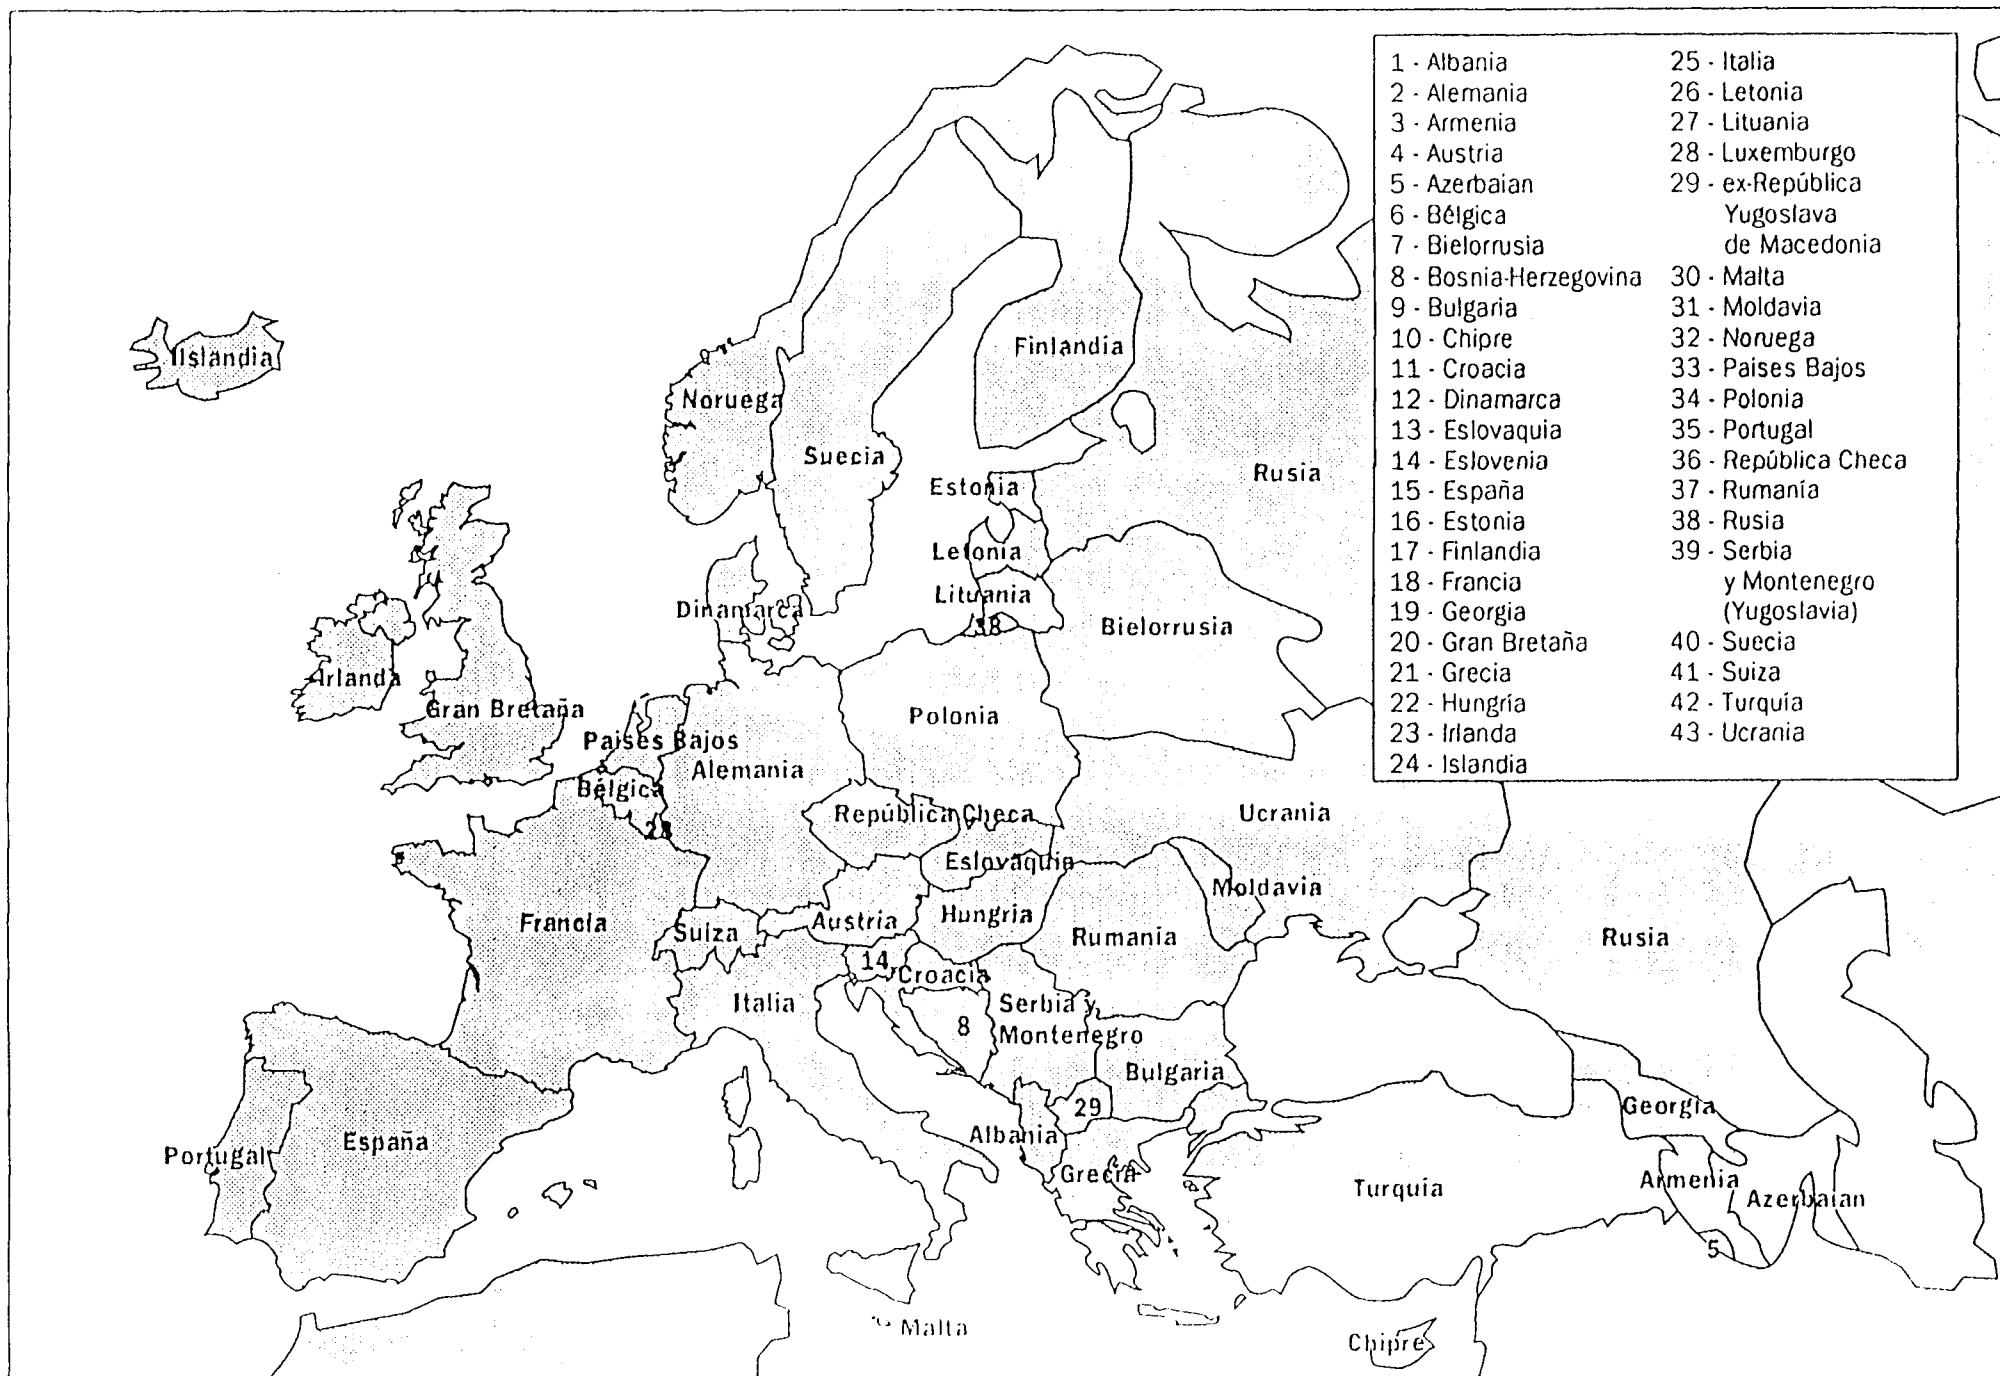 1 - Albania
2 - Alemania
3 - Armenia
4 - Austria
5 - Azerbaian
6 - Bélgica
7 - Bielorrusia
8 - Bosnia-Herzegovina
9 - Bulgaria
10 - Chipre
11 - Croacia
12 - Dinamarca
13 - Eslovaquia
14 - Eslovenia
15 - España
16 - Estonia
17 - Finlandia
18 - Francia
19 - Georgia
20 - Gran Bretaña
21 - Grecia
22 - Hungría
23 - Irlanda
24 - Islandia
25 - Italia
26 - Letonia
27 - Lituania
28 - Luxemburgo
29 - ex-República
Yugoslava
de Macedonia
30 - Malta
31 - Moldavia
32 - Noruega
33 - Paises Bajos
34 - Polonia
35 - Portugal
36 - República Checa
37 - Rumanía
38 - Rusia
39 - Serbia
y Montenegro
(Yugoslavia)
40 - Suecia
41 - Suiza
42 - Turquía
43 - Ucrania
Islandia
Noruega
Suecia
Finlandia
Rusia
Estonia
Letonia
Lituania
38
Dinamarca
Bielorrusia
Irlanda
Gran Bretaña
Polonia
Paises Bajos
Alemania
Bélgica
28
República Checa
Ucrania
Eslovaquia
Moldavia
Francia
Suiza
Austria
Hungría
Rumanía
Rusia
14
Croacia
Italia
8
Serbia y
Montenegro
Bulgaria
29
Georgia
Albania
España
Portugal
Grecia
Turquía
Armenia
Azerbaian
5
Malta
Chipre